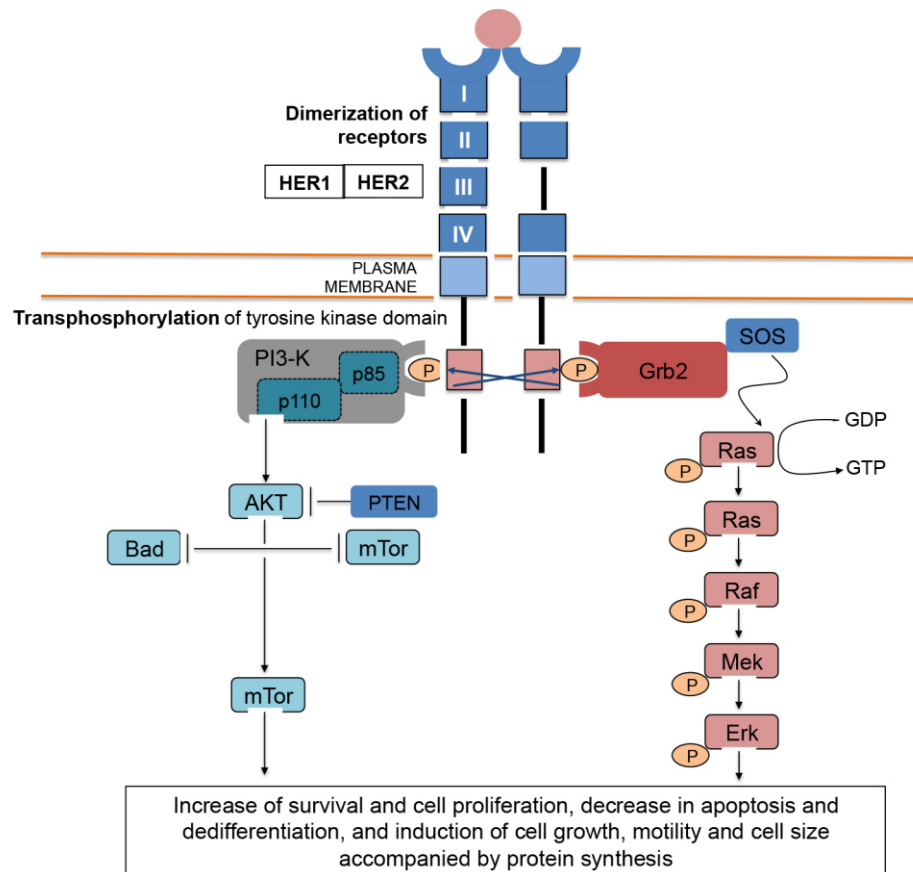 I
Dimerization of
receptors
II
HER1 HER2
III
IV
PLASMA
MEMBRANE
Transphosphorylation of tyrosine kinase domain
SOS
PI3-K
p85
P
P
Grb2
p110
GDP
Ras
GTP
P
AKT
PTEN
Ras
P
Bad
mTor
Raf
P
Mek
P
mTor
Erk
P
Increase of survival and cell proliferation, decrease in apoptosis and
dedifferentiation, and induction of cell growth, motility and cell size
accompanied by protein synthesis